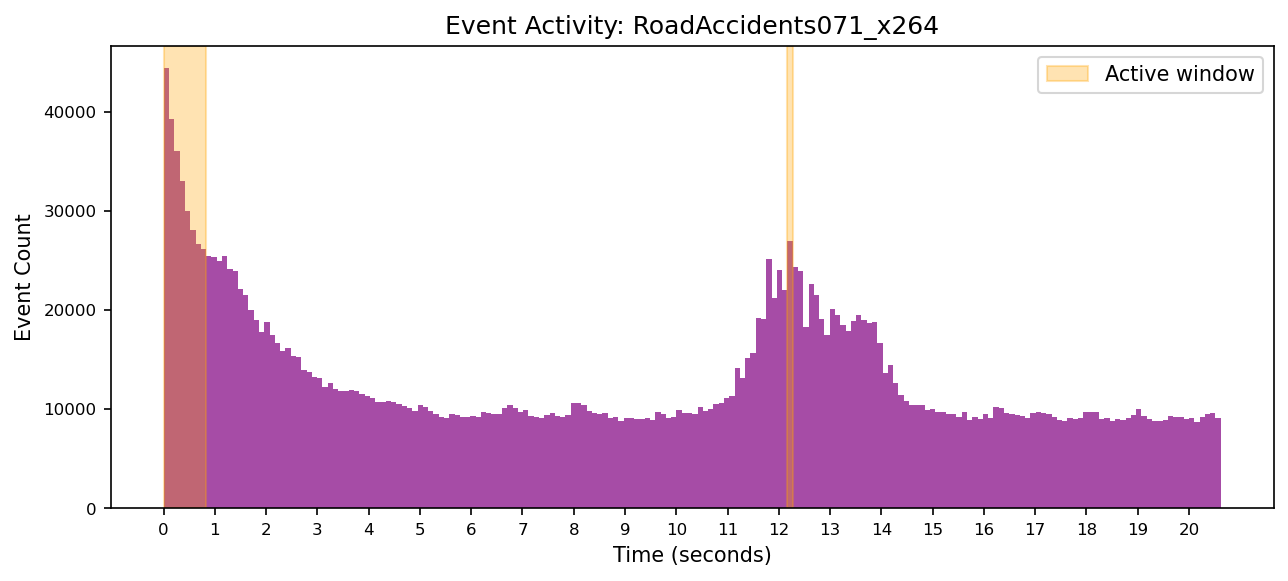 Event Activity: RoadAccidents071_x264
Active window
Event Count
40000
30000
20000
10000
0
0 1 2 3 4 5 6 7 8 9 10 11 12 13 14 15 16 17 18 19 20
Time (seconds)